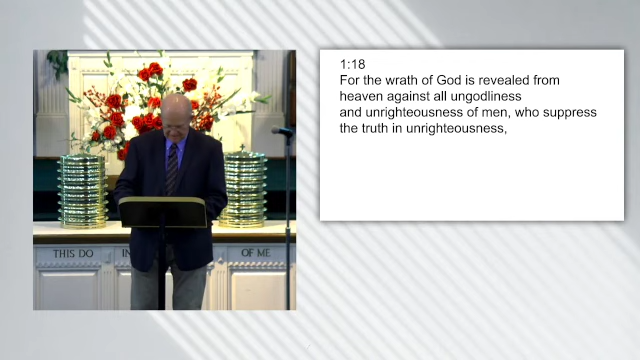 1:18
For the wrath of God is revealed from
heaven against all ungodliness
and unrighteousness of men, who suppress
the truth in unrighteousness,
THIS DO IN OF ME